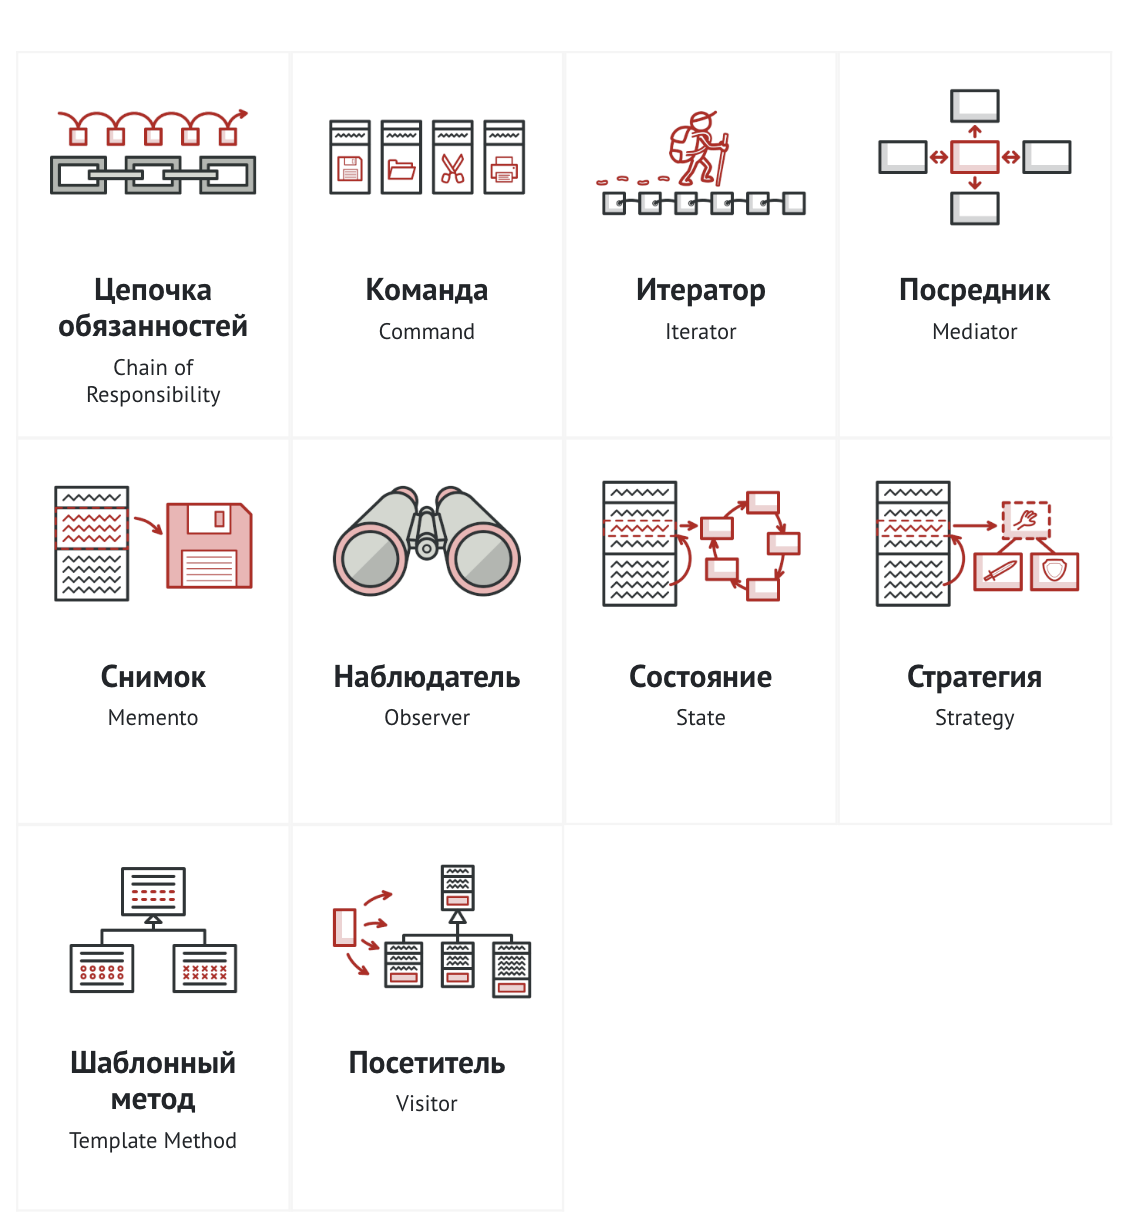 Цепочка
обязанностей
Chain of
Responsibility
Команда
Command
Итератор
Iterator
Посредник
Mediator
Снимок
Memento
Наблюдатель
Observer
Состояние
State
Стратегия
Strategy
Шаблонный
метод
Template Method
Посетитель
Visitor